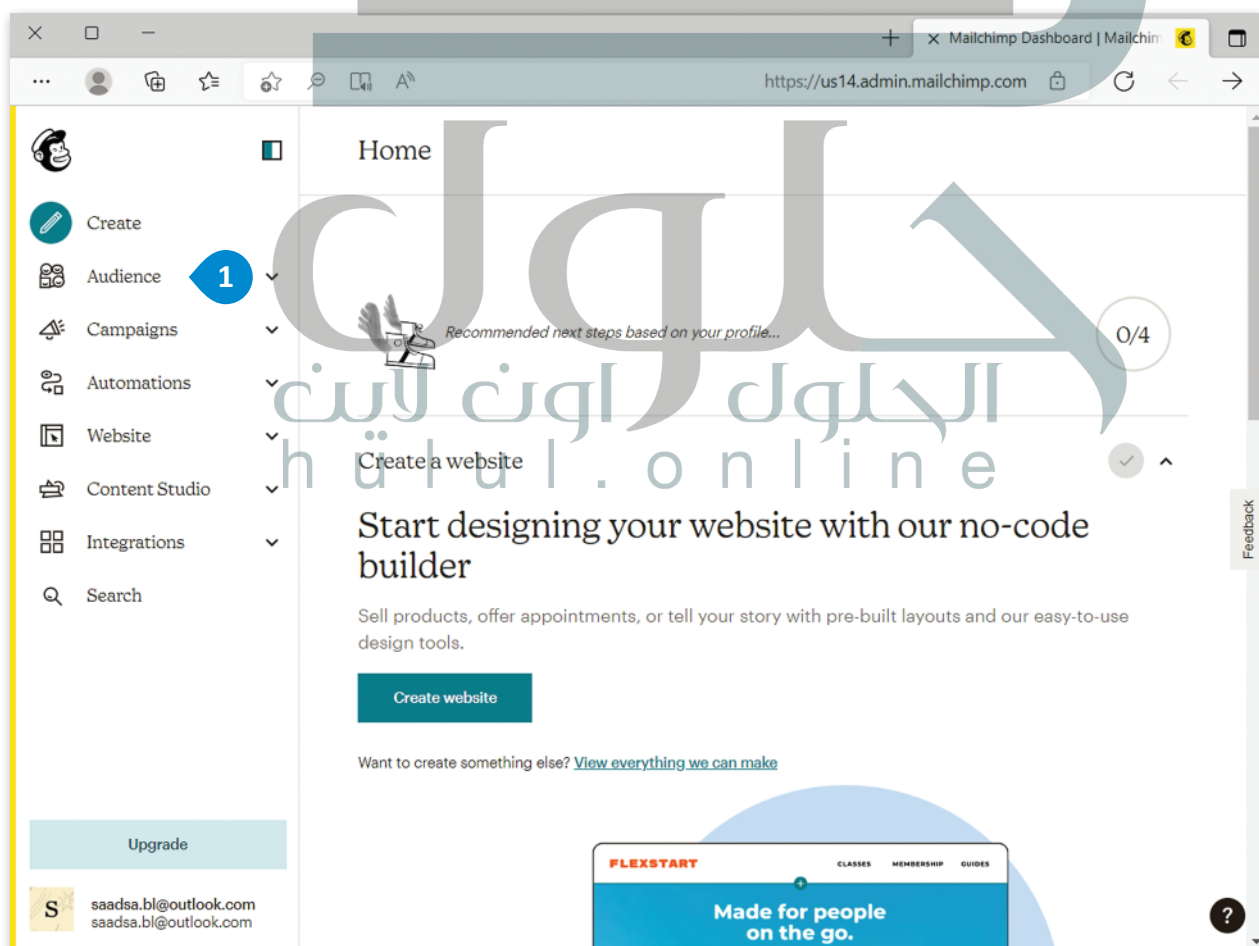 Mailchimp Dashboard | Mailchim
https://us14.admin.mailchimp.com
Home
Create
Audience
1
Campaigns
Automations
Website
Content Studio
Integrations
Search
Recommended next steps based on your profile...
0/4
حلول
الحلول اون لاين
hülul.online
Create a website
Start designing your website with our no-code
builder
Sell products, offer appointments, or tell your story with pre-built layouts and our easy-to-use
design tools.
Create website
Want to create something else? View everything we can make
Feedback
FLEXSTART
CLASSES MEMBERSHIP GUIDES
Made for people
on the go.
Upgrade
S
saadsa.bl@outlook.com
saadsa.bl@outlook.com
?